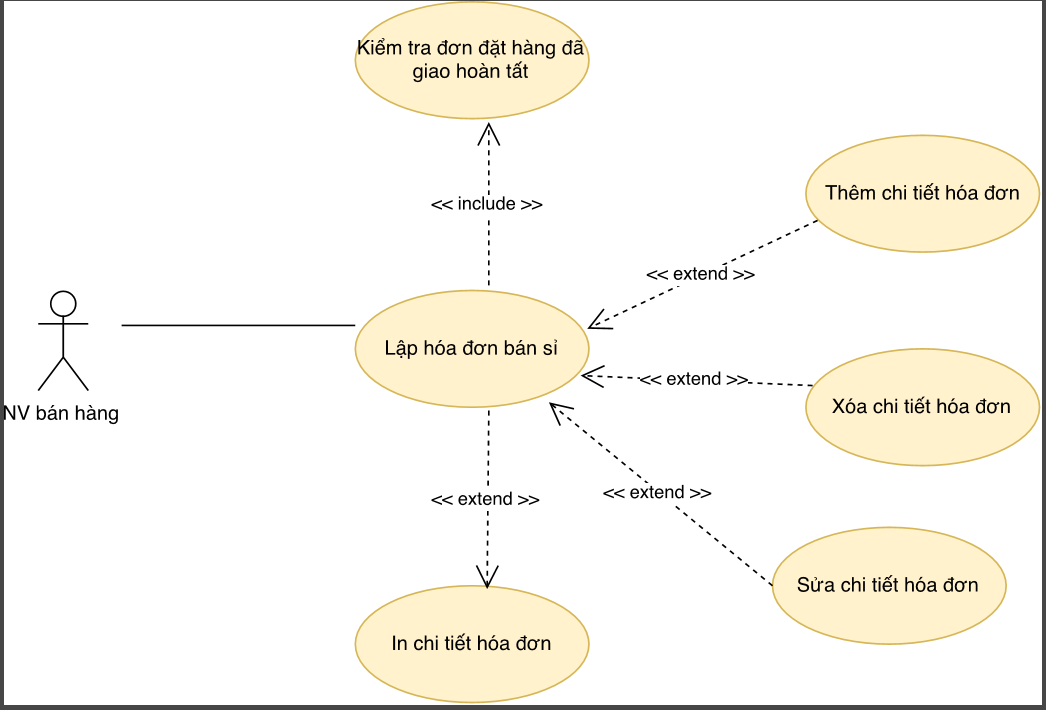 Kiểm tra đơn đặt hàng đã
giao hoàn tất
<< include >>
Thêm chi tiết hóa đơn
<< extend >>
Lập hóa đơn bán sỉ
<< extend >>
Xóa chi tiết hóa đơn
NV bán hàng
<< extend >>
<< extend >>
Sửa chi tiết hóa đơn
In chi tiết hóa đơn